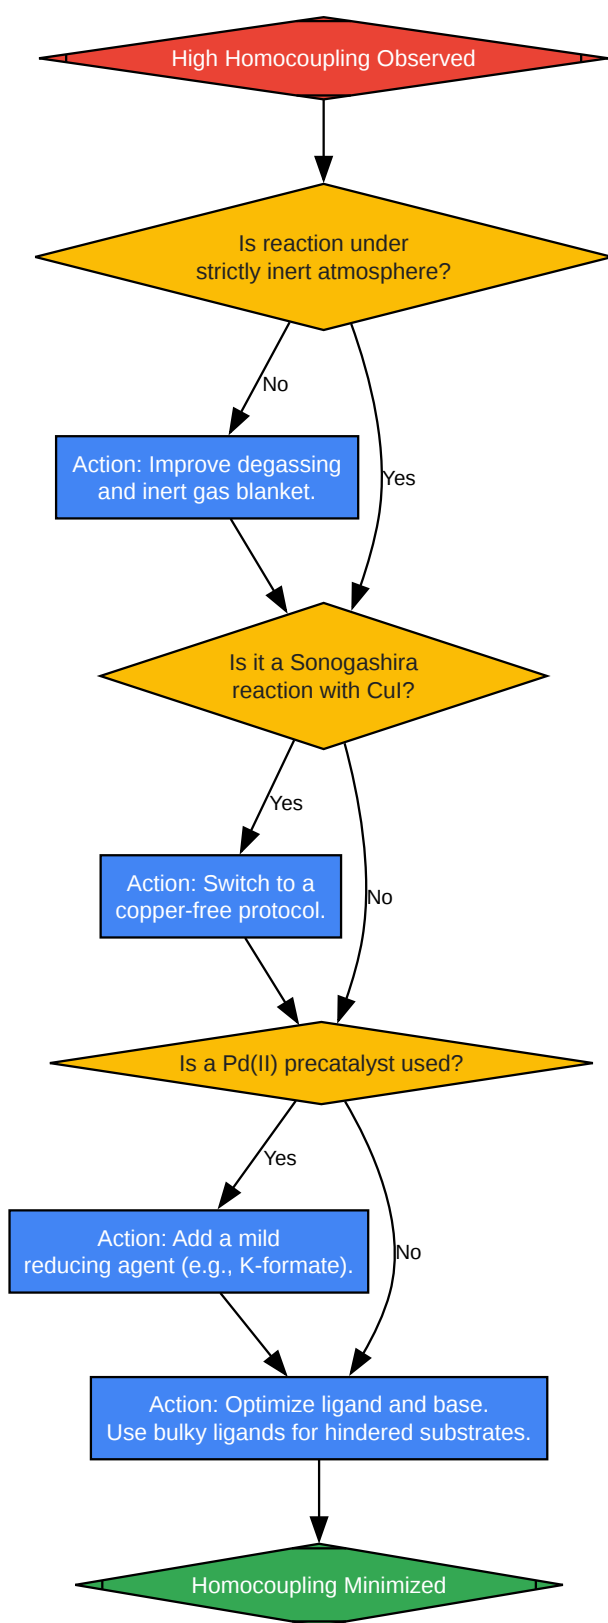 High Homocoupling Observed
Is reaction under
strictly inert atmosphere?
No
Action: Improve degassing
and inert gas blanket.
Yes
Is it a Sonogashira
reaction with CuI?
Yes
Action: Switch to a
copper-free protocol.
No
Is a Pd(II) precatalyst used?
Yes
Action: Add a mild
reducing agent (e.g., K-formate).
No
Action: Optimize ligand and base.
Use bulky ligands for hindered substrates.
Homocoupling Minimized